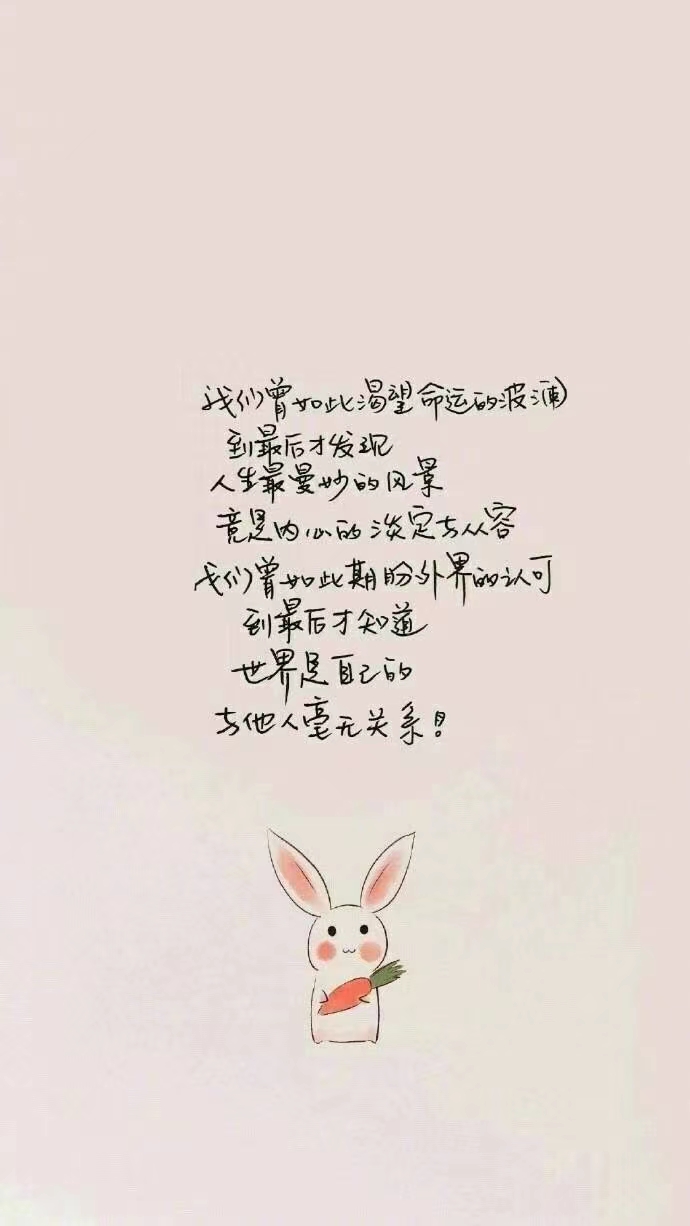 我们曾如此渴望命运的波澜
到最后才发现
人生最曼妙的风景
竟是内心的淡定与从容
我们曾如此期盼外界的认可
到最后才知道
世界是自己的
与他人毫无关系！